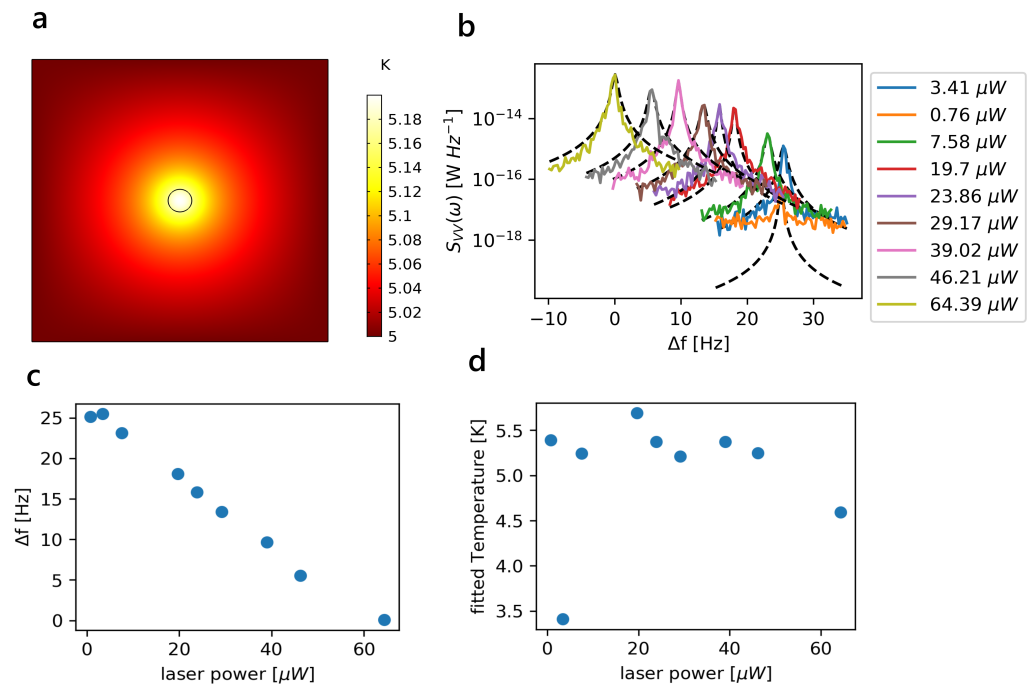 a
K
5.18
5.16
5.14
5.12
5.1
5.08
5.06
5.04
5.02
5
b
S_VV(ω) [W Hz⁻¹]
10⁻¹⁴
10⁻¹⁶
10⁻¹⁸
−10 0 10 20 30
Δf [Hz]
3.41 μW
0.76 μW
7.58 μW
19.7 μW
23.86 μW
29.17 μW
39.02 μW
46.21 μW
64.39 μW
c
Δf [Hz]
25
20
15
10
5
0
0 20 40 60
laser power [μW]
d
fitted Temperature [K]
5.5
5.0
4.5
4.0
3.5
0 20 40 60
laser power [μW]